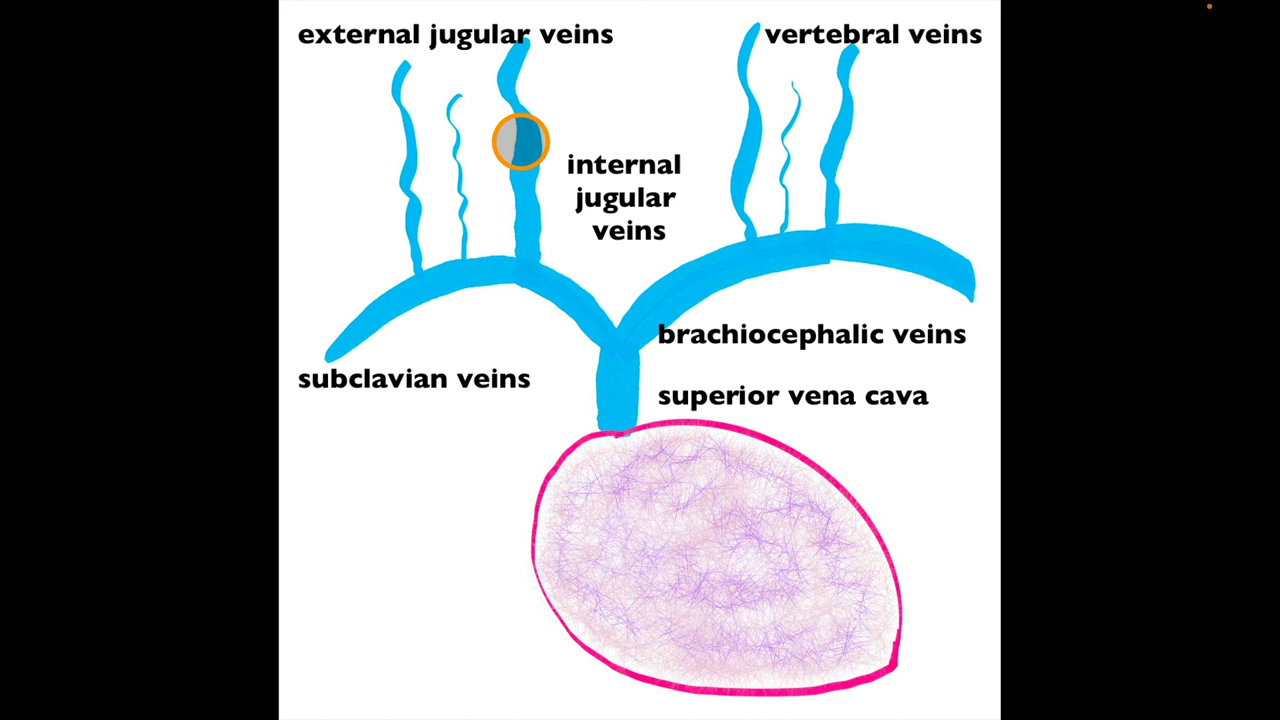 external jugular veins
vertebral veins
internal
jugular
veins
brachiocephalic veins
subclavian veins
superior vena cava